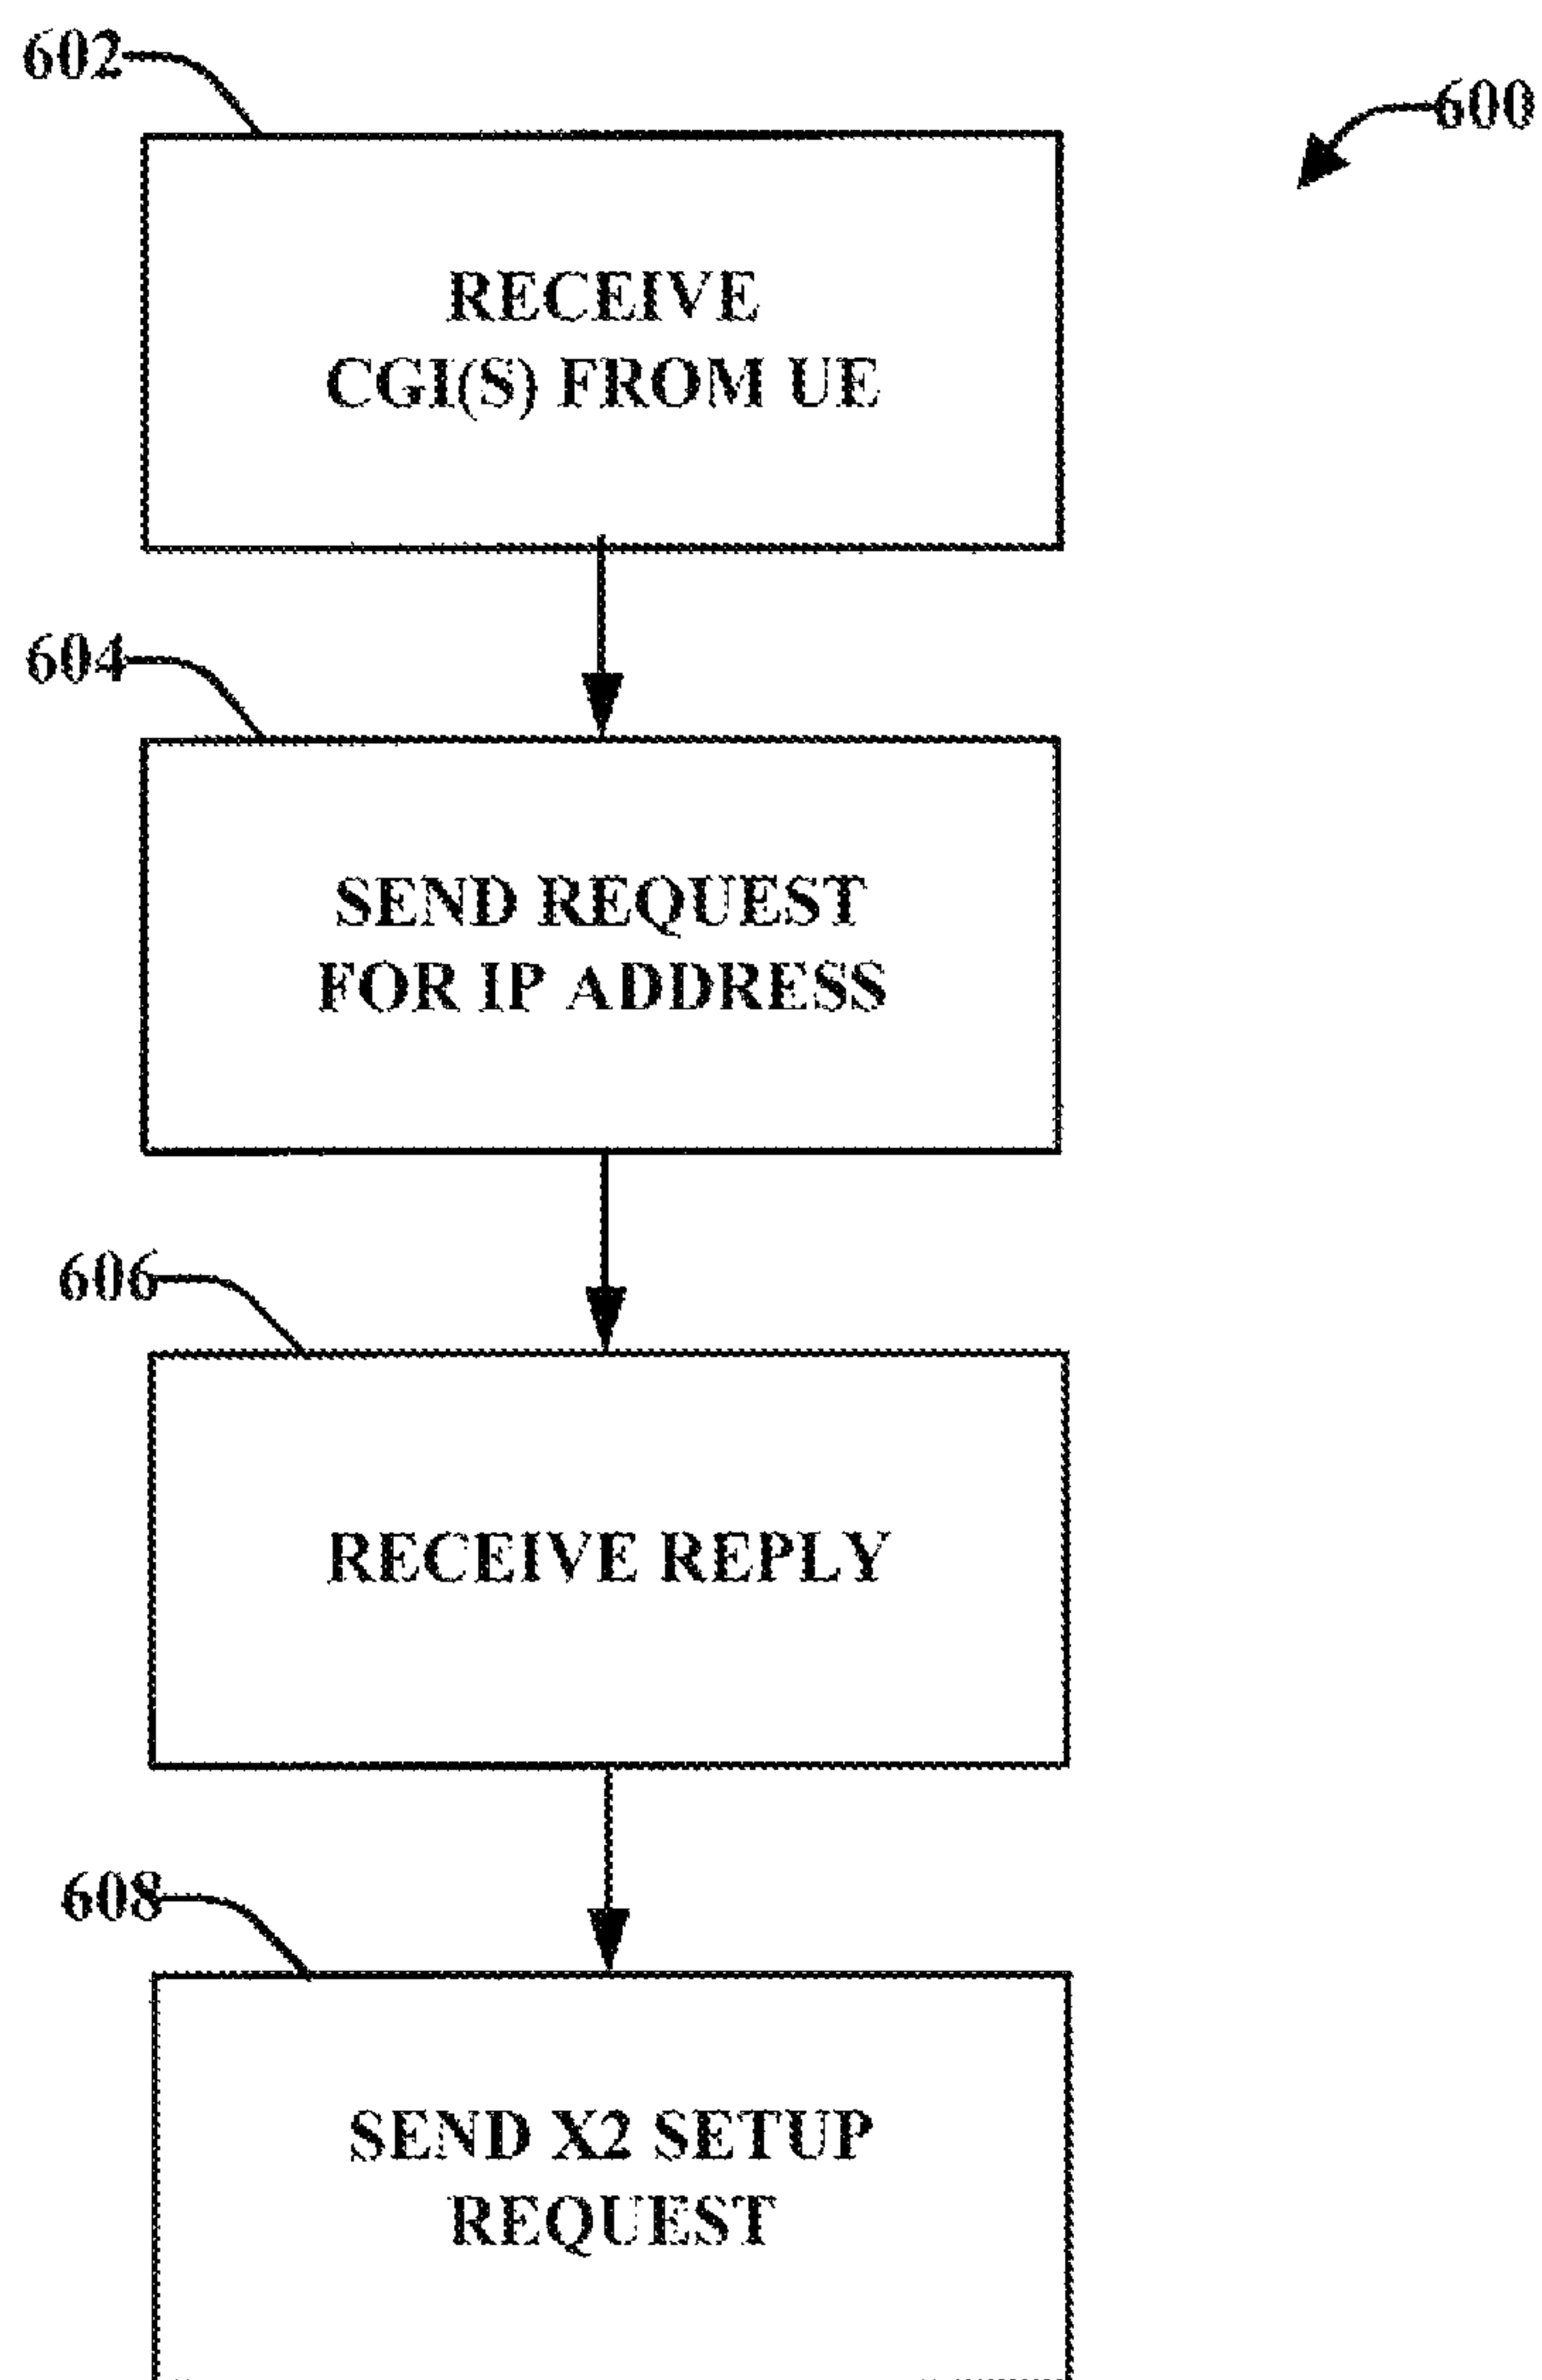 602
600
RECEIVE
CGI(S) FROM UE
604
SEND REQUEST
FOR IP ADDRESS
606
RECEIVE REPLY
608
SEND X2 SETUP
REQUEST